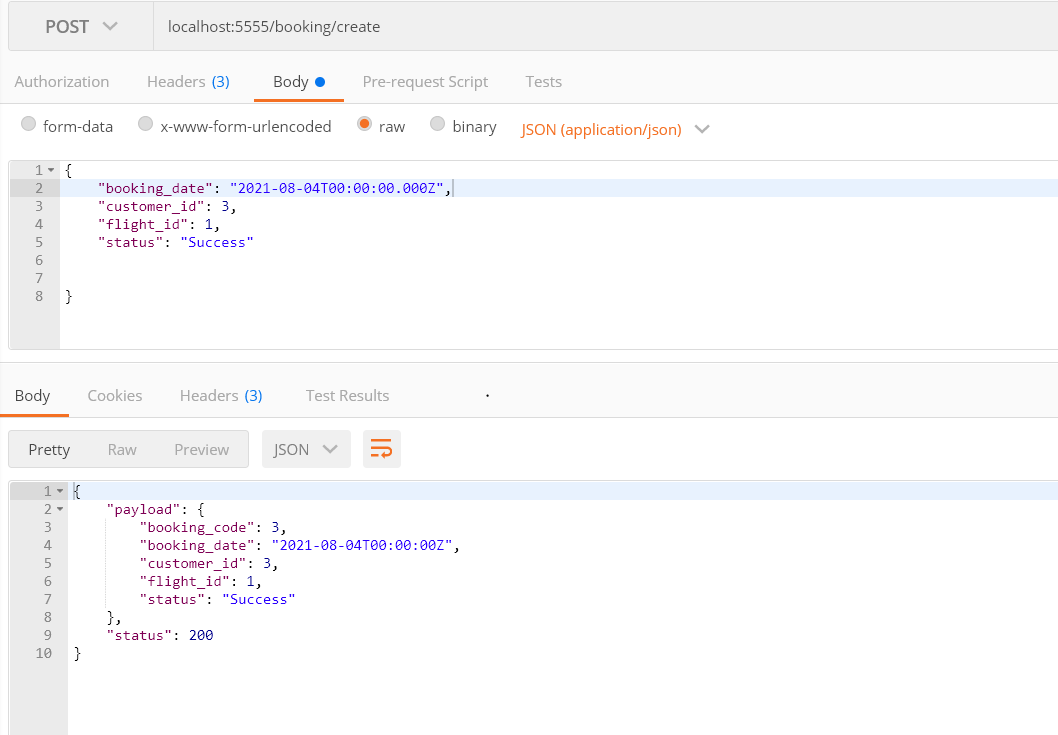 POST localhost:5555/booking/create
Authorization Headers (3) Body Pre-request Script Tests
form-data x-www-form-urlencoded raw binary JSON (application/json)
1 {
2 "booking_date": "2021-08-04T00:00:00.000Z",
3 "customer_id": 3,
4 "flight_id": 1,
5 "status": "Success"
6
7
8 }
Body Cookies Headers (3) Test Results
Pretty Raw Preview JSON
1 {
2 "payload": {
3 "booking_code": 3,
4 "booking_date": "2021-08-04T00:00:00Z",
5 "customer_id": 3,
6 "flight_id": 1,
7 "status": "Success"
8 },
9 "status": 200
10 }